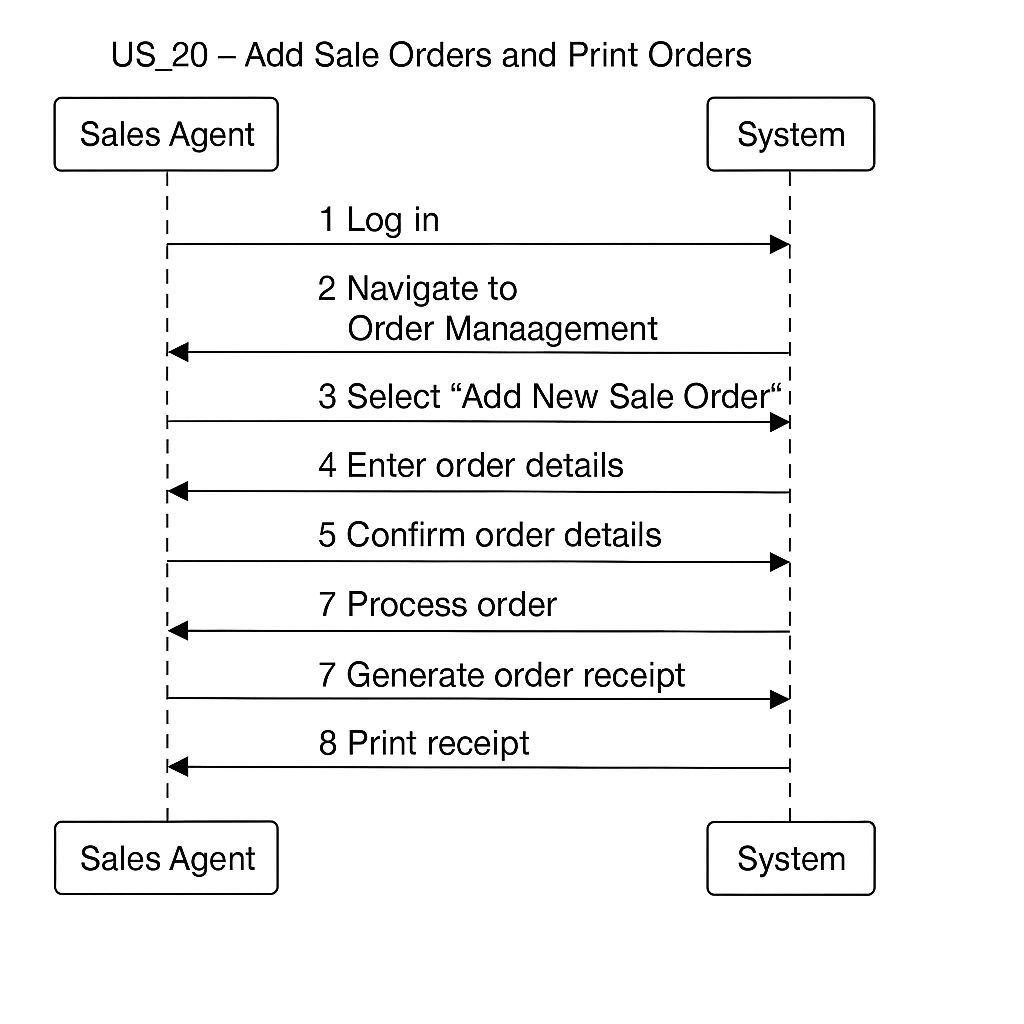 US_20 – Add Sale Orders and Print Orders
Sales Agent
System
1 Log in
2 Navigate to
Order Manaagement
3 Select “Add New Sale Order“
4 Enter order details
5 Confirm order details
7 Process order
7 Generate order receipt
8 Print receipt
Sales Agent
System